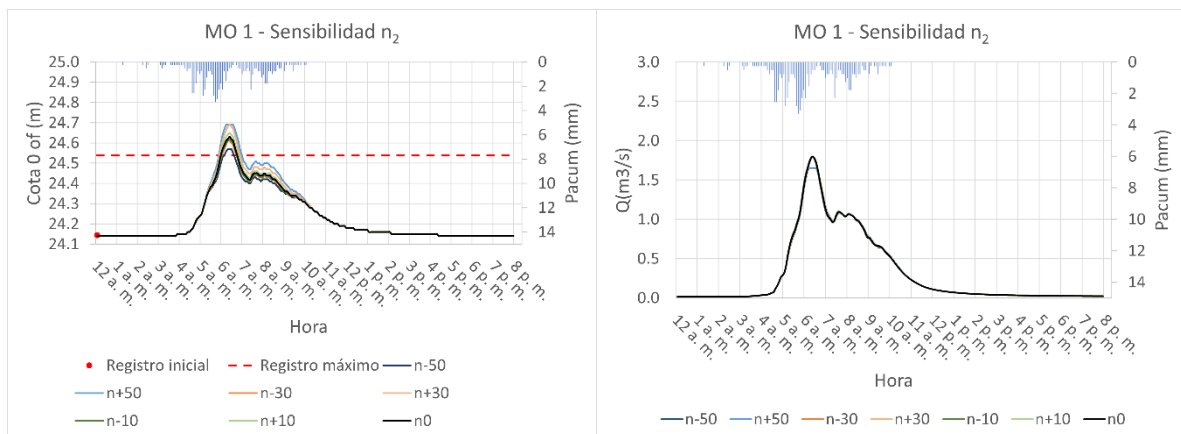 MO 1 - Sensibilidad n₂
25.0
24.9
24.8
24.7
24.6
24.5
24.4
24.3
24.2
24.1
Cota 0 of (m)
0
2
4
6
8
10
12
14
Pacum (mm)
12 a. m.
1 a. m.
2 a. m.
3 a. m.
4 a. m.
5 a. m.
6 a. m.
7 a. m.
8 a. m.
9 a. m.
10 a. m.
11 a. m.
12 p. m.
1 p. m.
2 p. m.
3 p. m.
4 p. m.
5 p. m.
6 p. m.
7 p. m.
8 p. m.
Hora
Registro inicial
Registro máximo
n-50
n+50
n-30
n+30
n-10
n+10
n0
MO 1 - Sensibilidad n₂
3.0
2.5
2.0
1.5
1.0
0.5
0.0
Q(m3/s)
0
2
4
6
8
10
12
14
Pacum (mm)
12 a. m.
1 a. m.
2 a. m.
3 a. m.
4 a. m.
5 a. m.
6 a. m.
7 a. m.
8 a. m.
9 a. m.
10 a. m.
11 a. m.
12 p. m.
1 p. m.
2 p. m.
3 p. m.
4 p. m.
5 p. m.
6 p. m.
7 p. m.
8 p. m.
Hora
n-50
n+50
n-30
n+30
n-10
n+10
n0